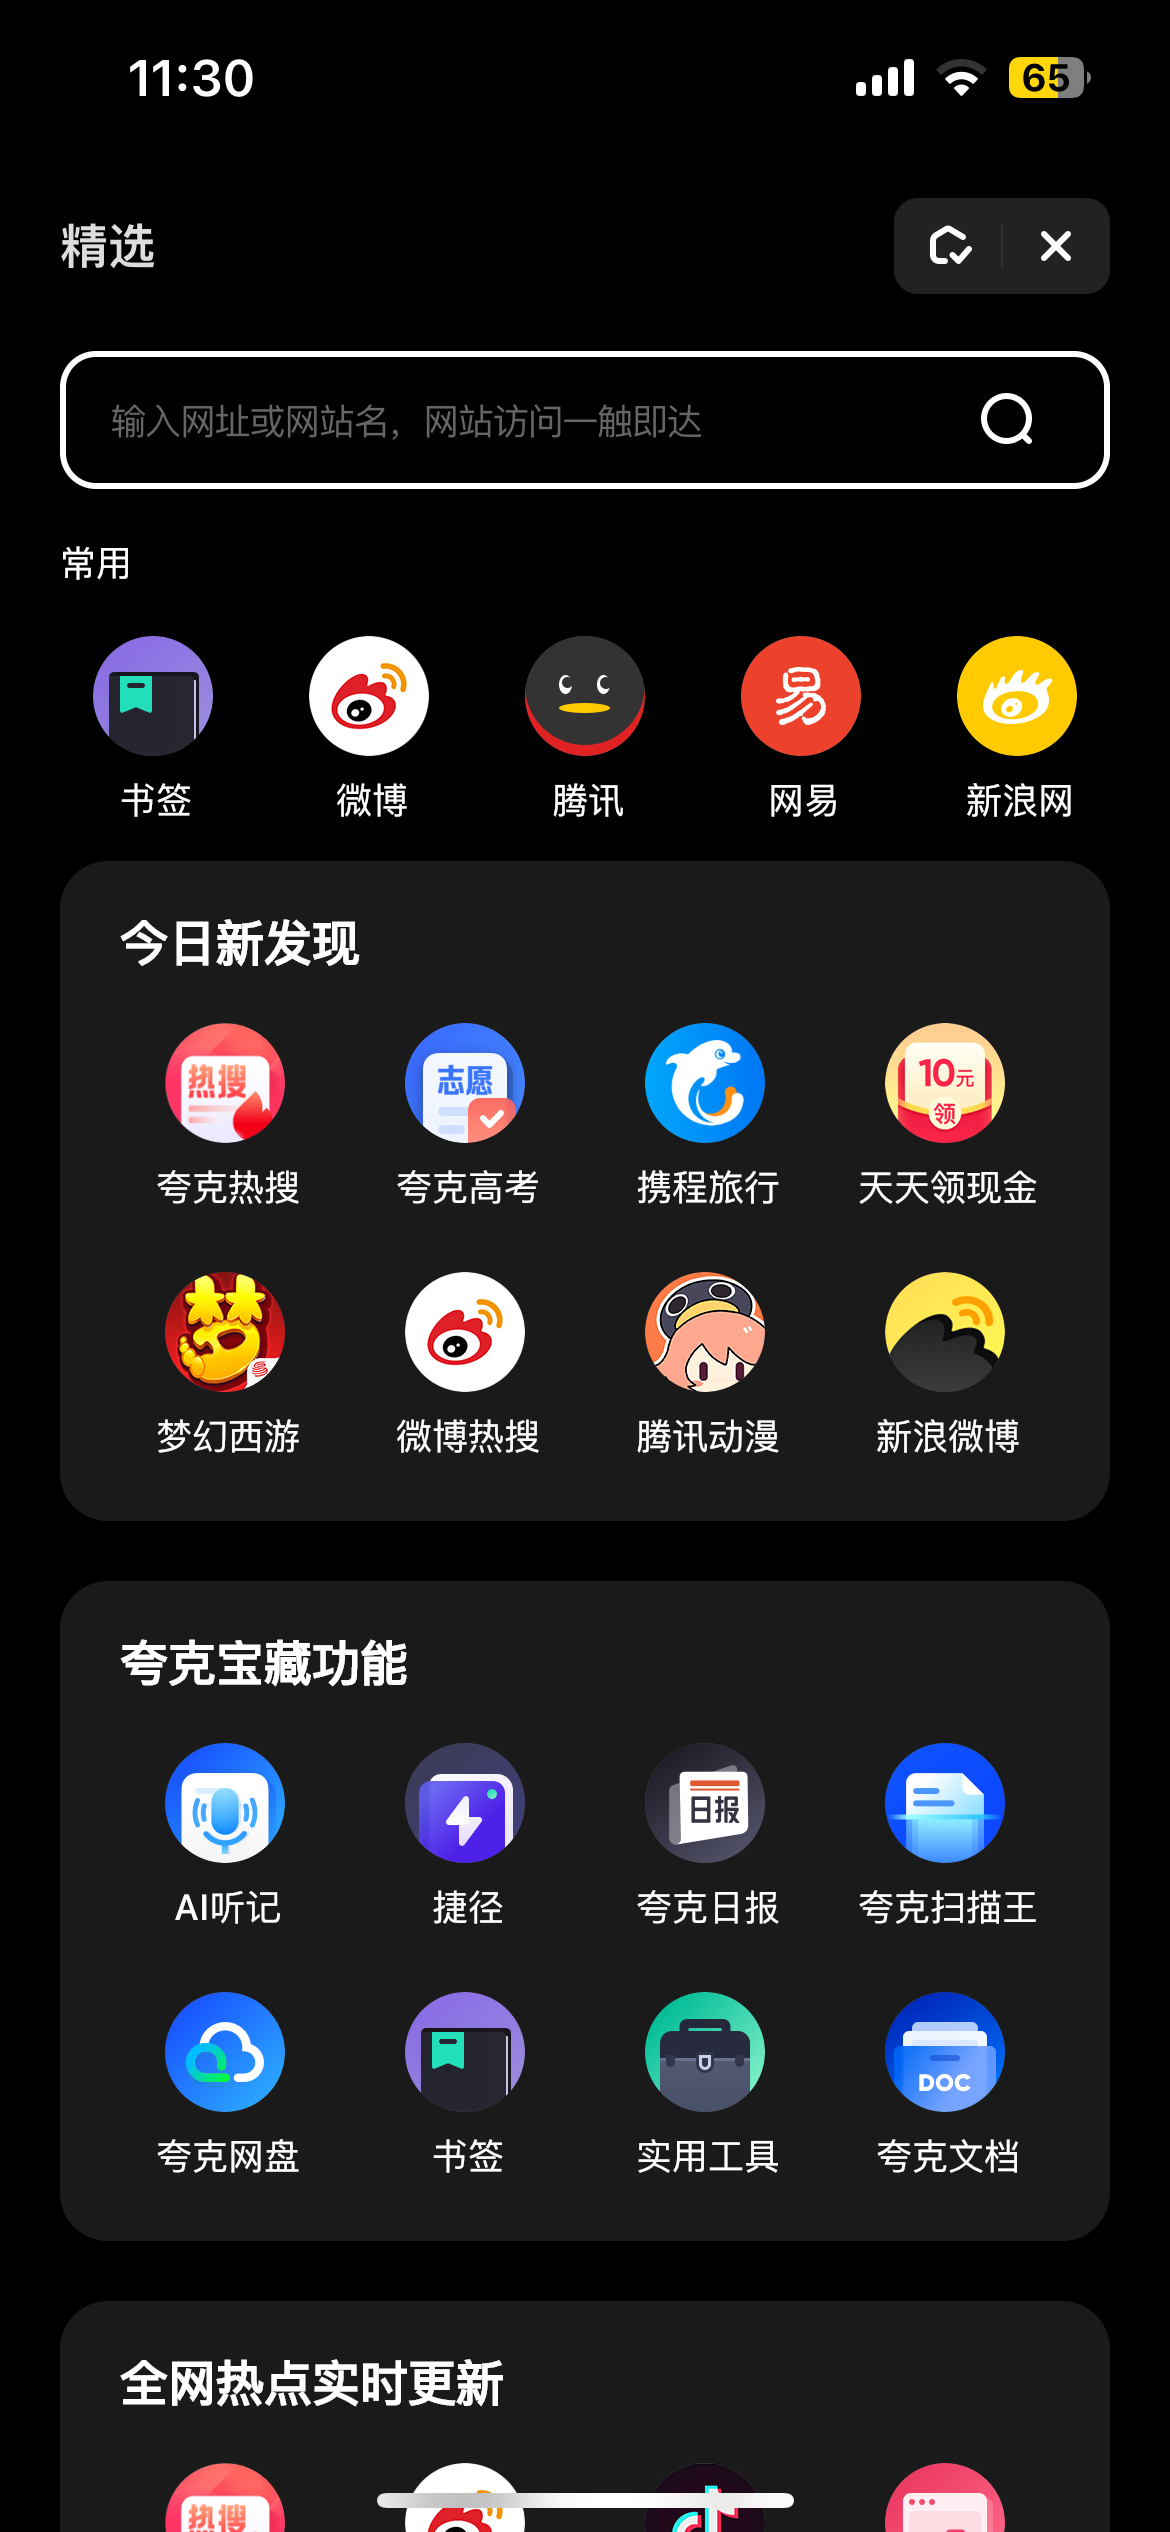 11:30
65
精选
输入网址或网站名，网站访问一触即达
常用
易
书签 微博 腾讯 网易 新浪网
今日新发现
热搜 志愿 10元 领
夸克热搜 夸克高考 携程旅行 天天领现金
梦
梦幻西游 微博热搜 腾讯动漫 新浪微博
夸克宝藏功能
日报
AI听记 捷径 夸克日报 夸克扫描王
DOC
夸克网盘 书签 实用工具 夸克文档
全网热点实时更新
热搜